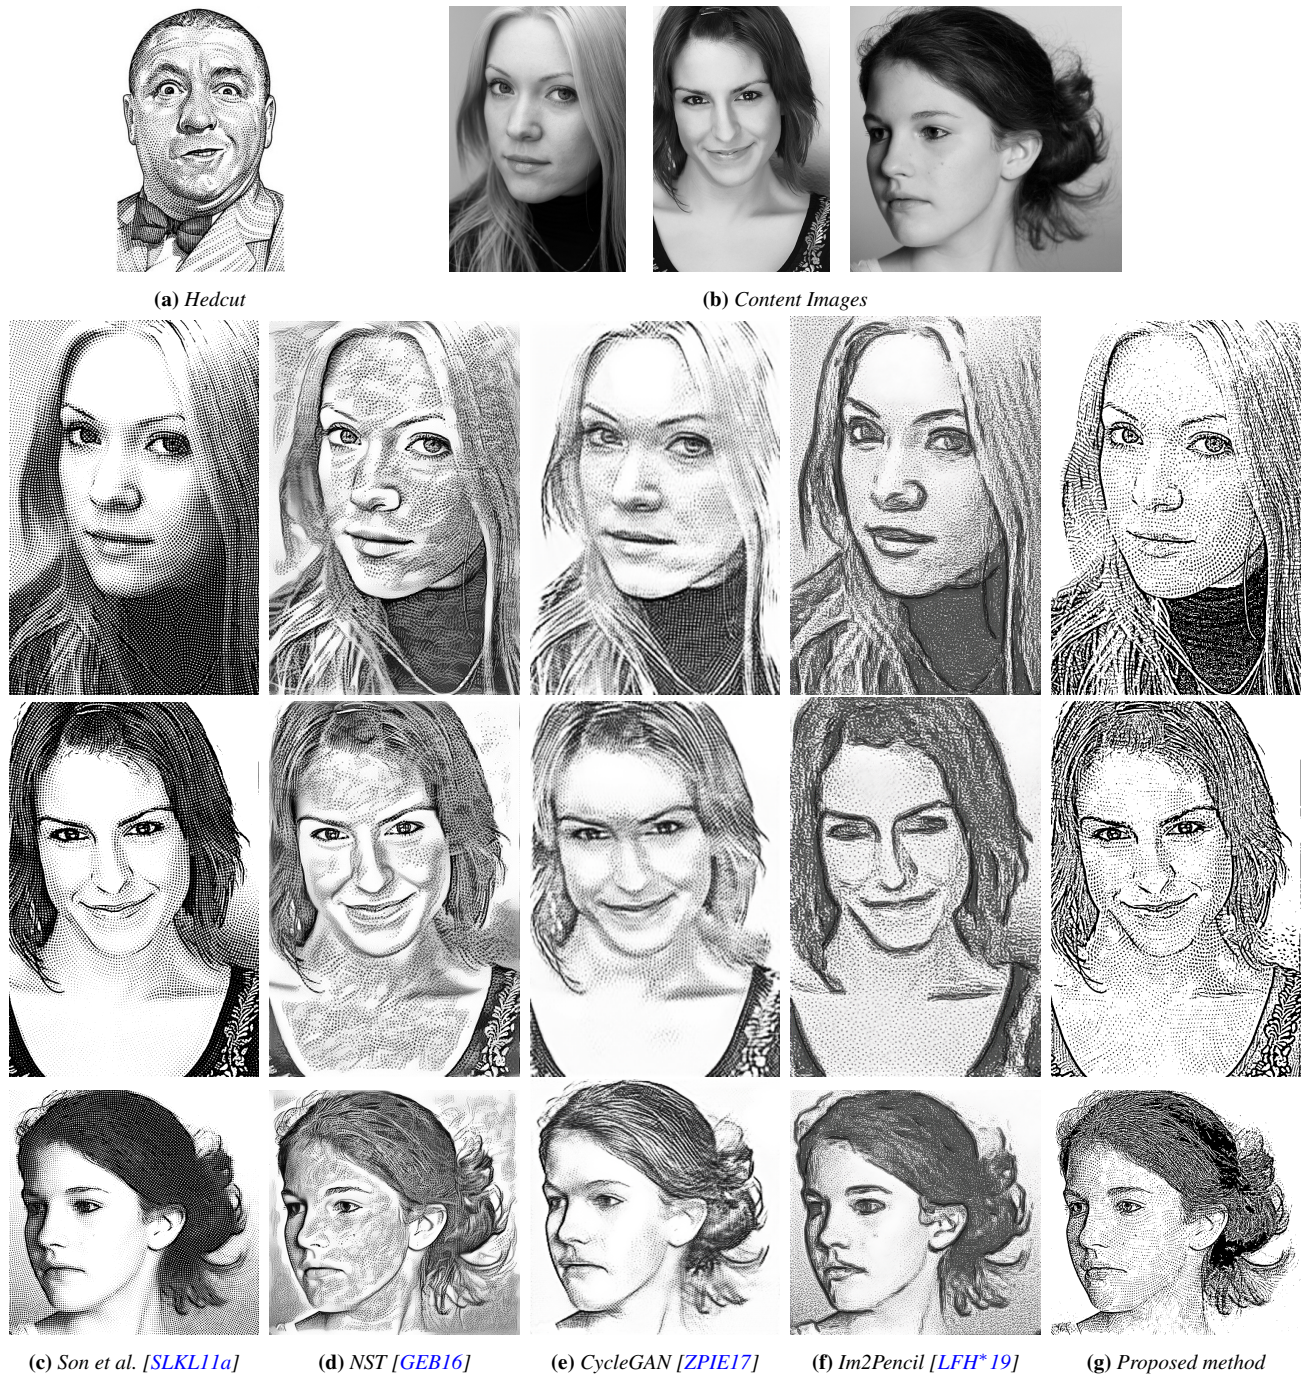 (a) Hedcut
(b) Content Images
(c) Son et al. [SLKL11a]
(d) NST [GEB16]
(e) CycleGAN [ZPIE17]
(f) Im2Pencil [LFH*19]
(g) Proposed method